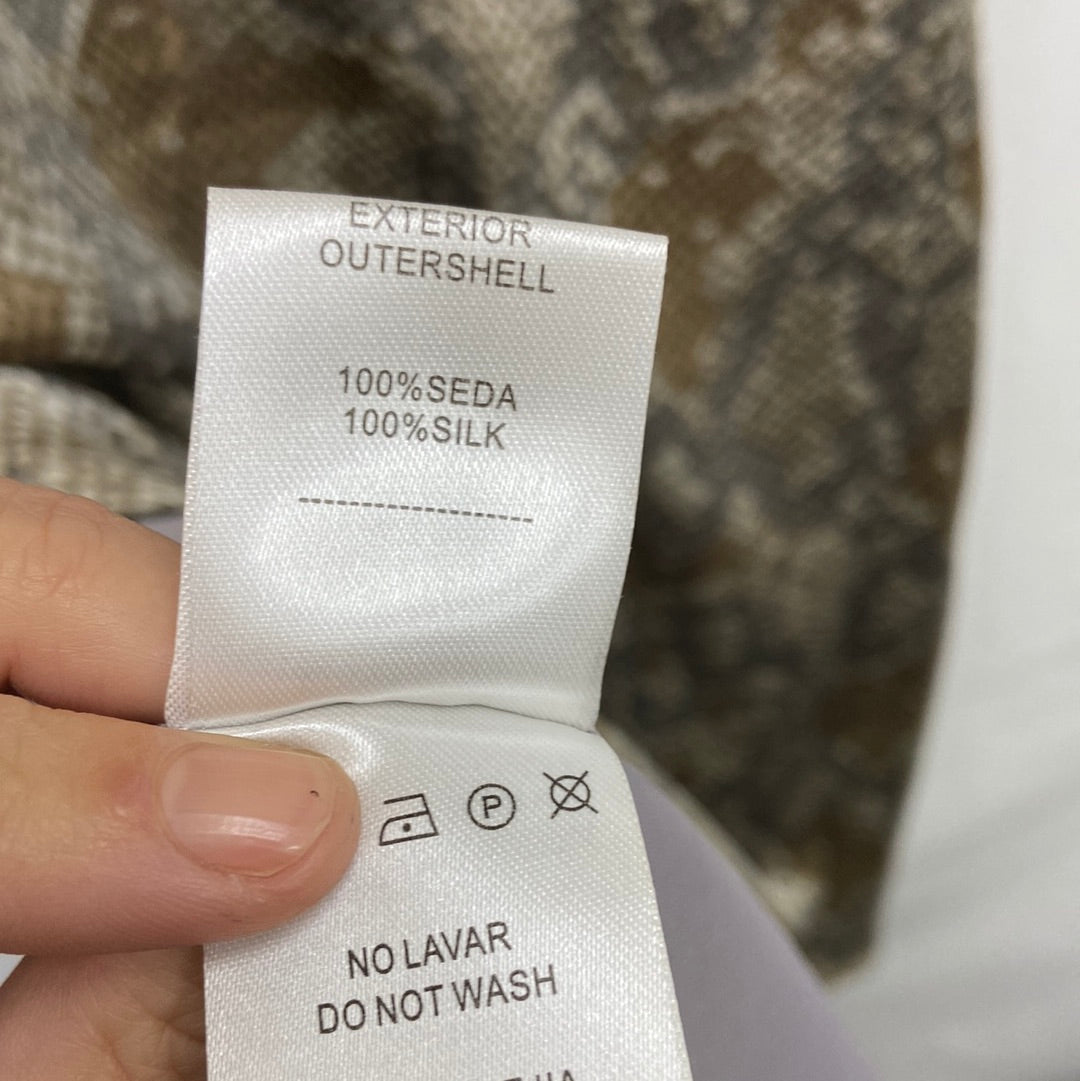 EXTERIOR
OUTERSHELL
100%SEDA
100%SILK
--------------------
P
NO LAVAR
DO NOT WASH